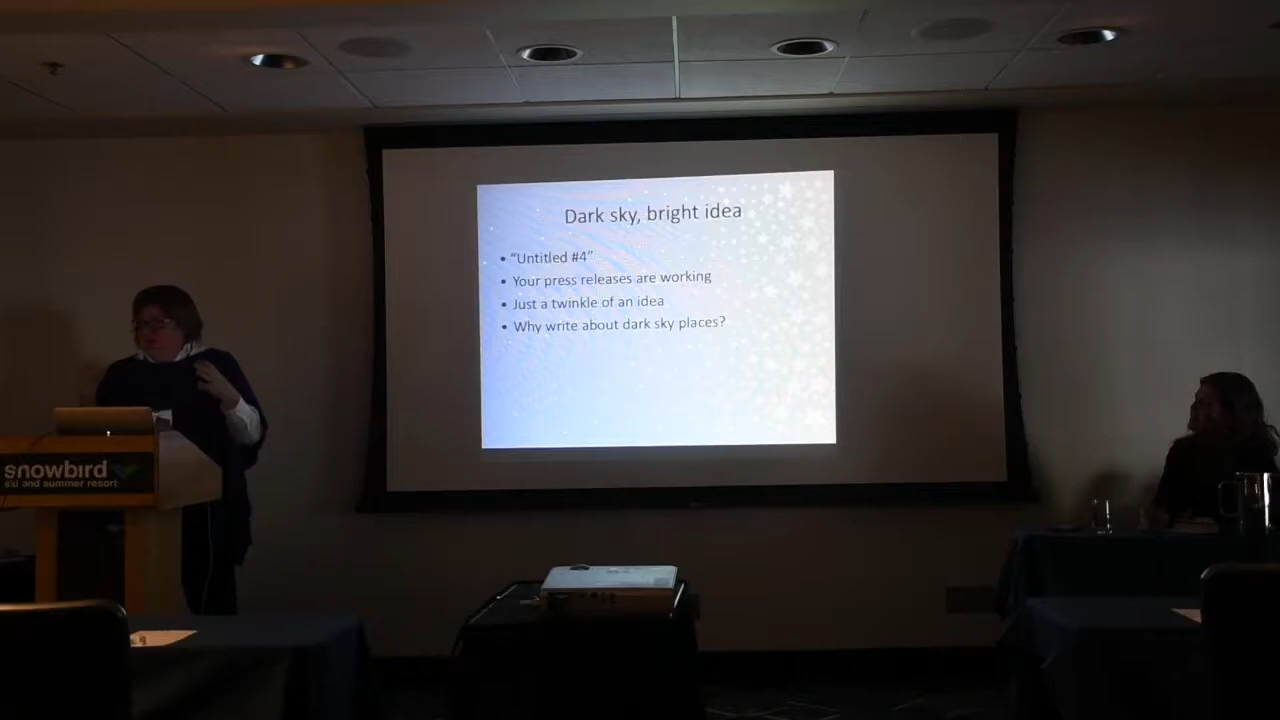 Dark sky, bright idea
• “Untitled #4”
• Your press releases are working
• Just a twinkle of an idea
• Why write about dark sky places?
snowbird
ski and summer resort